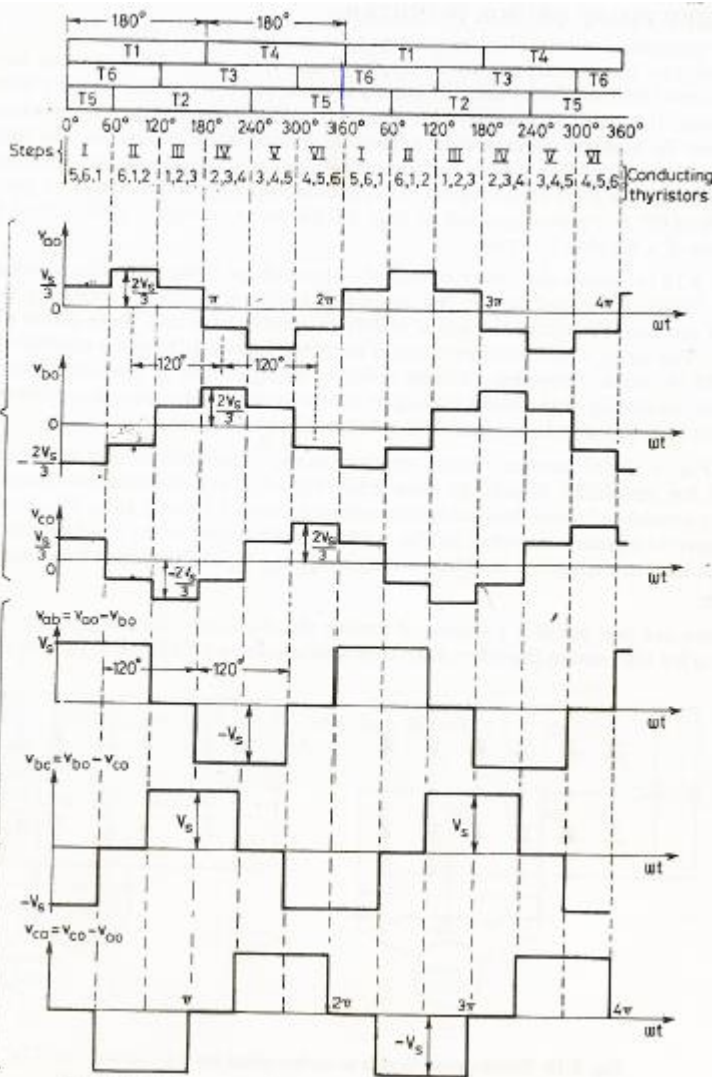 180° 180°
T1 T4 T1 T4
T6 T3 T6 T3 T6
T5 T2 T5 T2 T5
0° 60° 120° 180° 240° 300° 360° 60° 120° 180° 240° 300° 360°
Steps{ I II III IV V VI I II III IV V VI
5,6,1 6,1,2 1,2,3 2,3,4 3,4,5 4,5,6 5,6,1 6,1,2 1,2,3 2,3,4 3,4,5 4,5,6 }Conducting
thyristors
v_ao
V_s/3 2V_s/3 π 2π 3π 4π
0
ωt
v_bo 120° 120°
2V_s/3
0 ωt
-2V_s/3
v_co
V_s/3 2V_s/3
0 ωt
-2V_s/3
v_ab = v_ao - v_bo
V_s
120° 120°
-V_s ωt
v_bc = v_bo - v_co
V_s V_s
ωt
-V_s
v_ca = v_co - v_ao
π 2π 3π 4π
ωt
-V_s